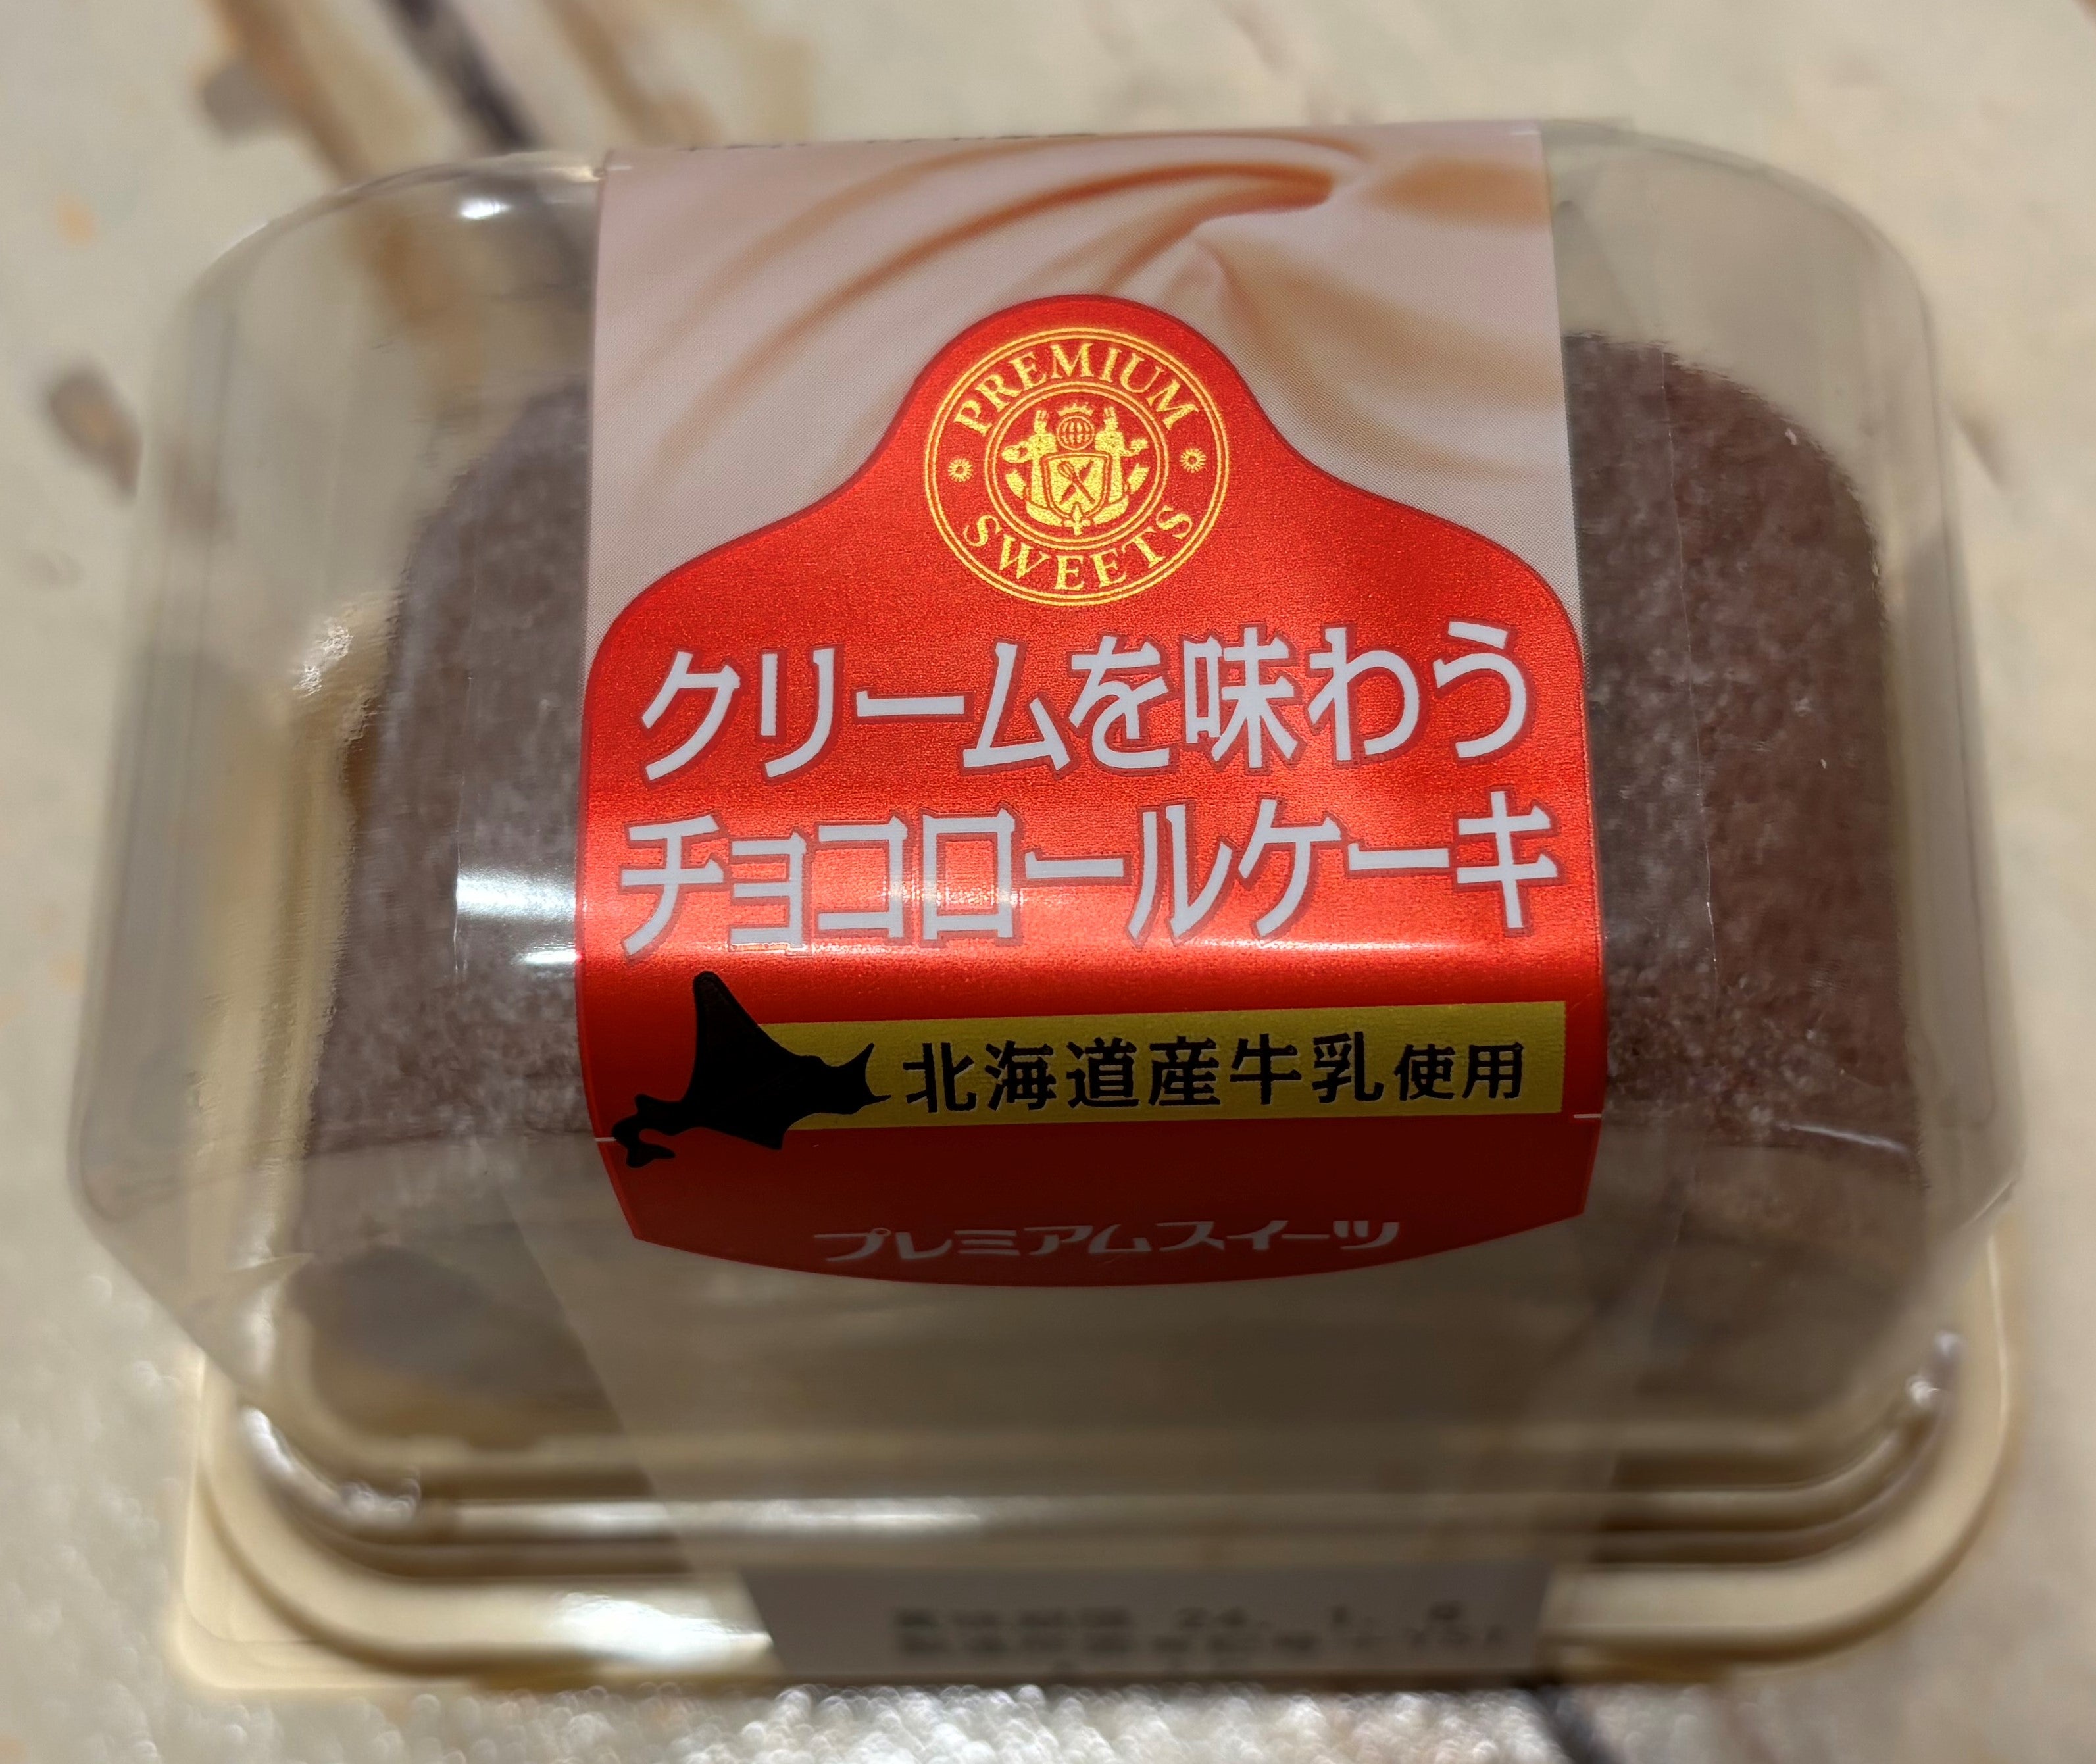 PREMIUM
SWEETS
クリームを味わう
チョコロールケーキ
北海道産牛乳使用
プレミアムスイーツ